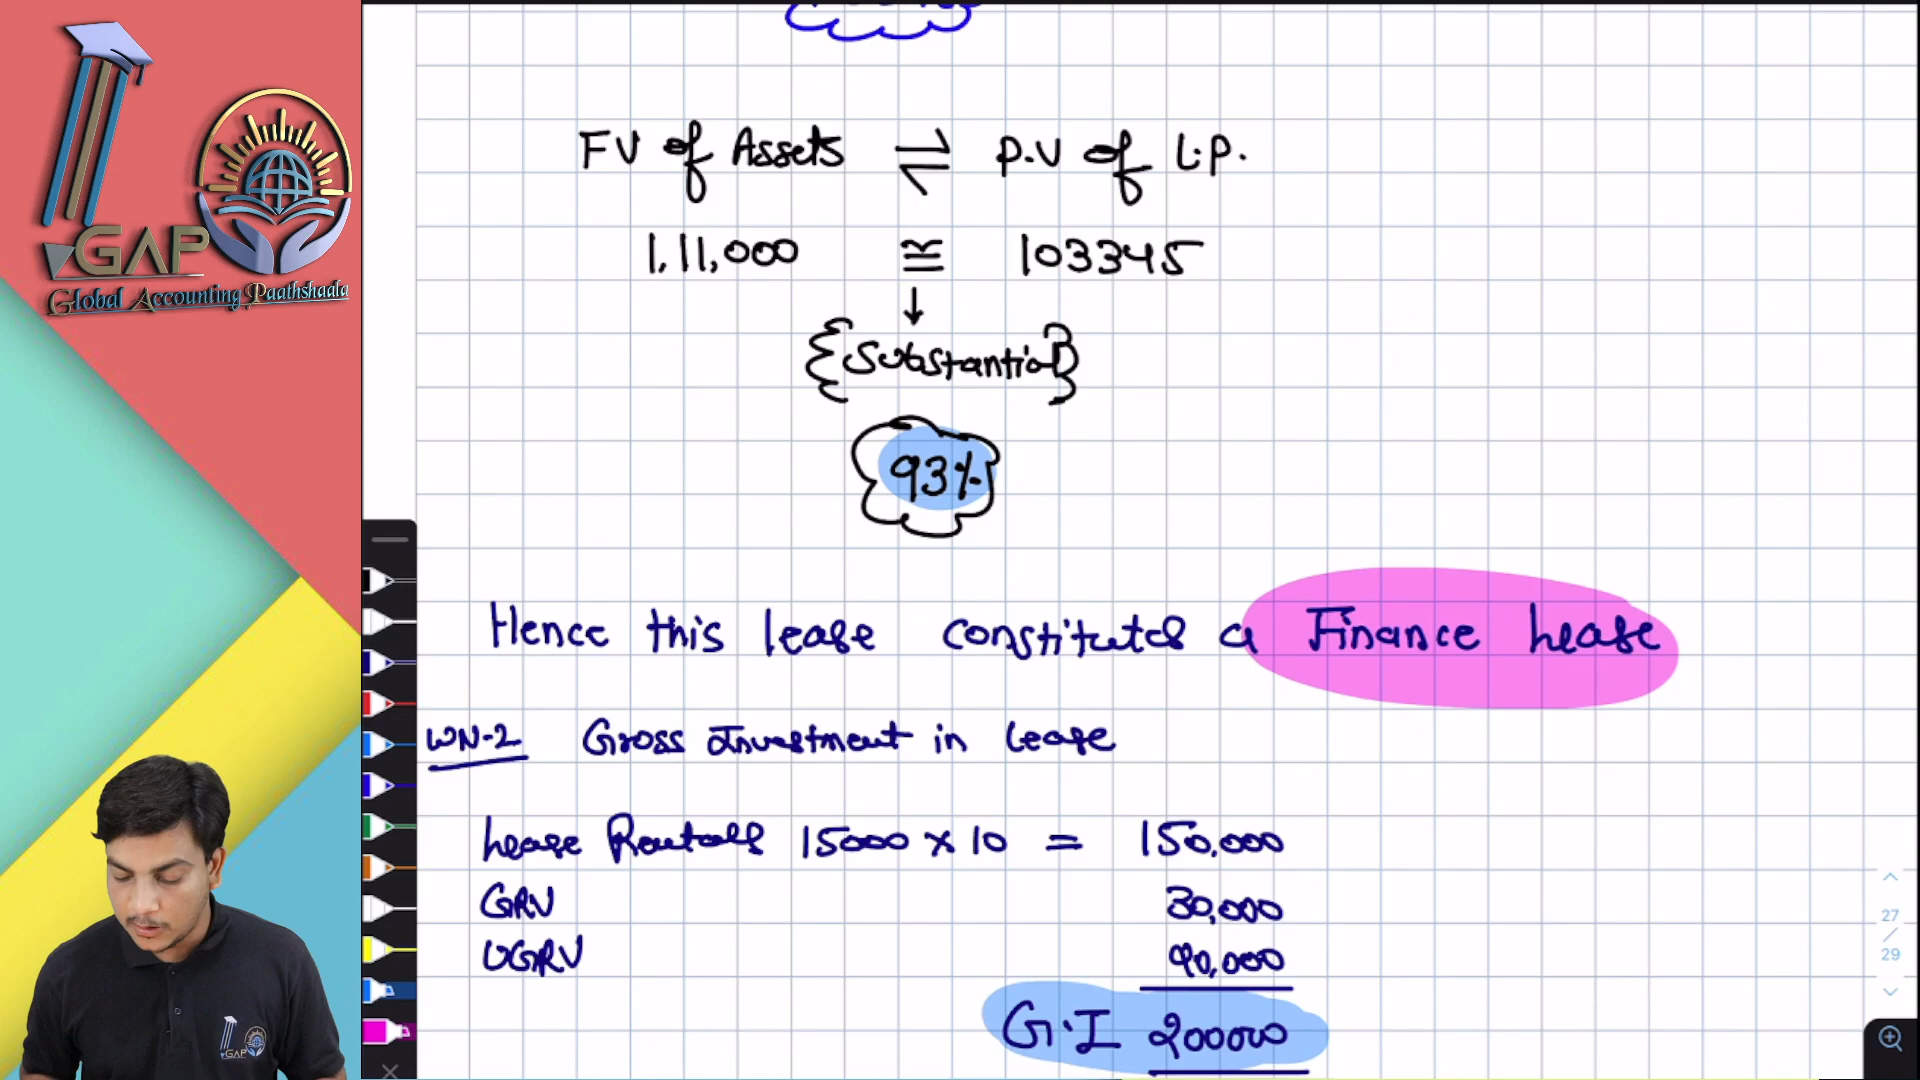 GAP
Global Accounting Paathshaala
FV of Assets ⇌ P.V of L.P.
1,11,000 ≅ 103345
↓
{Substantial}
93%
Hence this lease constitutes a Finance Lease
WN-2 Gross Investment in Lease
Lease Rentals 15000 × 10 = 150,000
GRV 30,000
UGRV
G.I 200000
27
/
29
GAP